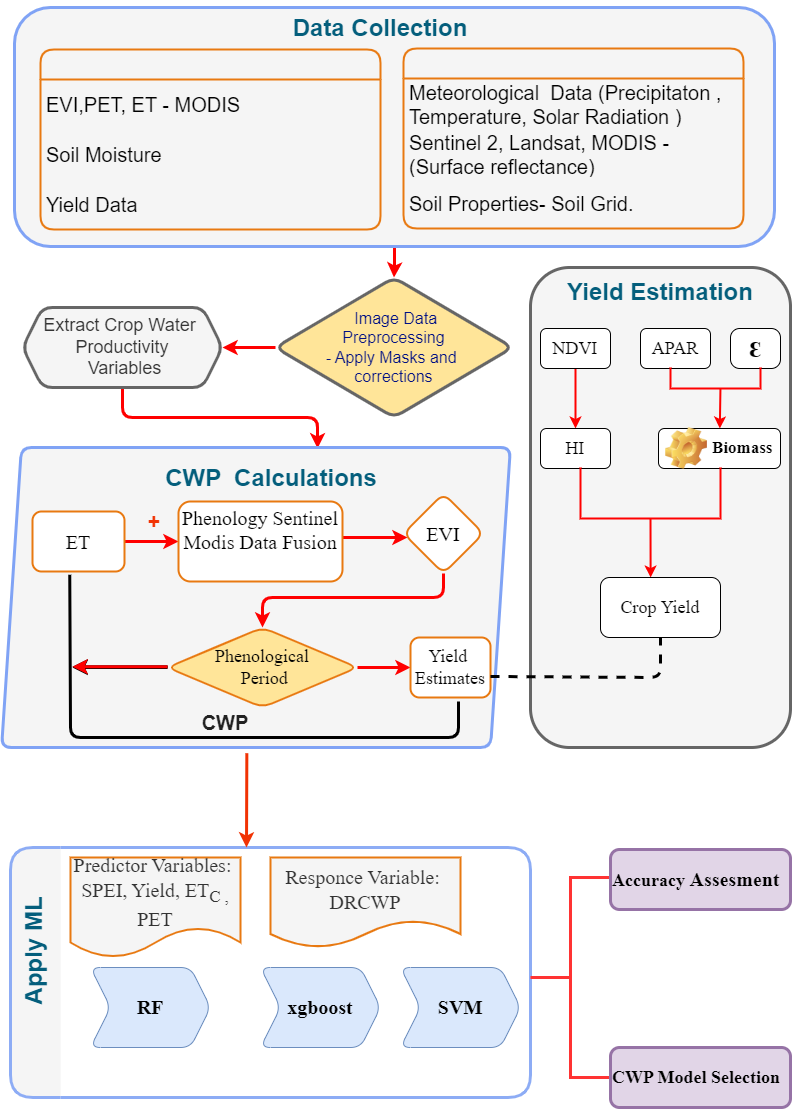 Data Collection
EVI,PET, ET - MODIS
Soil Moisture
Yield Data
Meteorological Data (Precipitaton ,
Temperature, Solar Radiation )
Sentinel 2, Landsat, MODIS -
(Surface reflectance)
Soil Properties- Soil Grid.
Image Data
Preprocessing
- Apply Masks and
corrections
Extract Crop Water
Productivity
Variables
Yield Estimation
NDVI
APAR
ε
HI
Biomass
Crop Yield
CWP Calculations
ET
+
Phenology Sentinel
Modis Data Fusion
EVI
Phenological
Period
Yield
Estimates
CWP
Apply ML
Predictor Variables:
SPEI, Yield, ETC ,
PET
Responce Variable:
DRCWP
RF
xgboost
SVM
Accuracy Assesment
CWP Model Selection